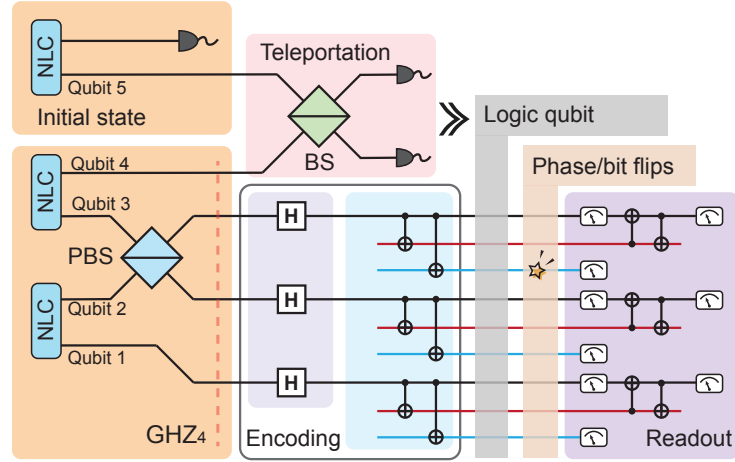 NLC
Qubit 5
Initial state
Teleportation
BS
Logic qubit
Phase/bit flips
NLC
Qubit 4
Qubit 3
PBS
NLC
Qubit 2
Qubit 1
GHZ4
H
H
H
Encoding
Readout